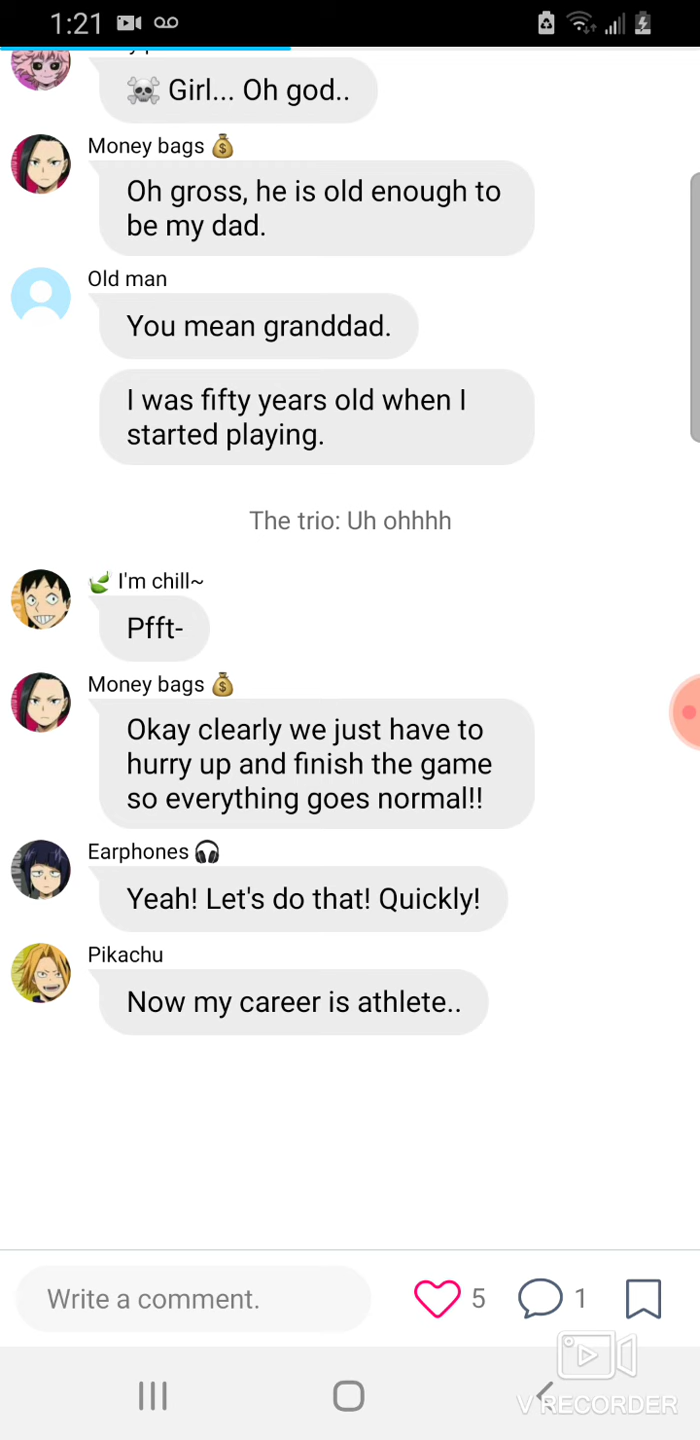 1:21
Girl... Oh god..
Money bags 💰
Oh gross, he is old enough to
be my dad.
Old man
You mean granddad.
I was fifty years old when I
started playing.
The trio: Uh ohhhh
I'm chill~
Pfft-
Money bags 💰
Okay clearly we just have to
hurry up and finish the game
so everything goes normal!!
Earphones 🎧
Yeah! Let's do that! Quickly!
Pikachu
Now my career is athlete..
Write a comment.
5
1
V RECORDER